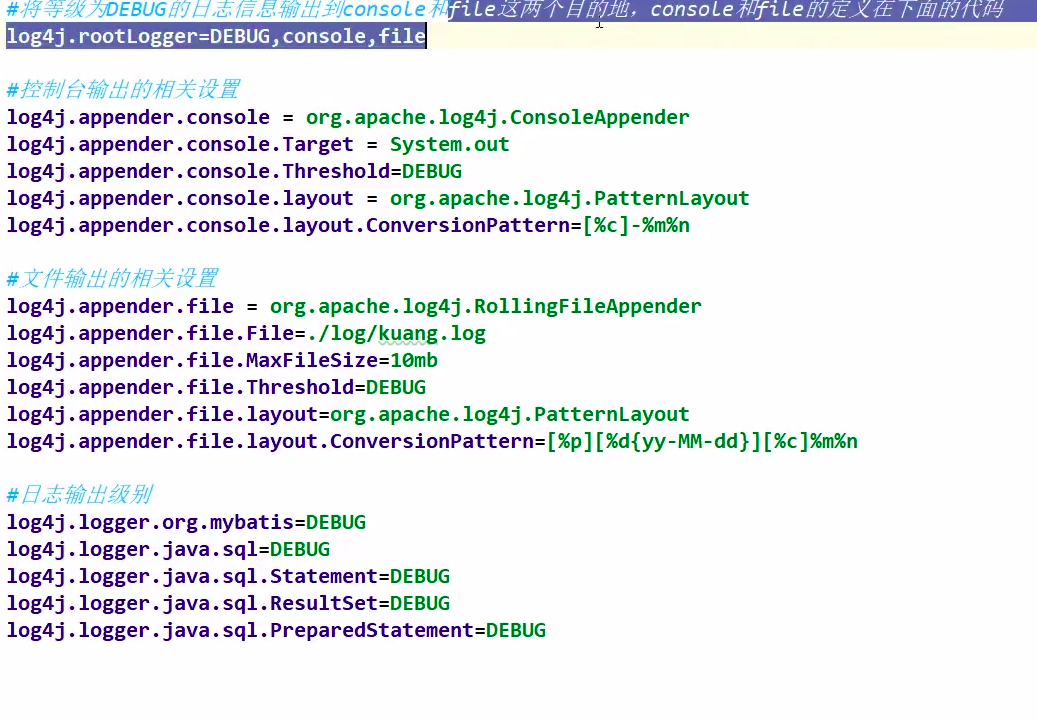 #将等级为DEBUG的日志信息输出到console和file这两个目的地，console和file的定义在下面的代码
log4j.rootLogger=DEBUG,console,file
#控制台输出的相关设置
log4j.appender.console = org.apache.log4j.ConsoleAppender
log4j.appender.console.Target = System.out
log4j.appender.console.Threshold=DEBUG
log4j.appender.console.layout = org.apache.log4j.PatternLayout
log4j.appender.console.layout.ConversionPattern=[%c]-%m%n
#文件输出的相关设置
log4j.appender.file = org.apache.log4j.RollingFileAppender
log4j.appender.file.File=./log/kuang.log
log4j.appender.file.MaxFileSize=10mb
log4j.appender.file.Threshold=DEBUG
log4j.appender.file.layout=org.apache.log4j.PatternLayout
log4j.appender.file.layout.ConversionPattern=[%p][%d{yy-MM-dd}][%c]%m%n
#日志输出级别
log4j.logger.org.mybatis=DEBUG
log4j.logger.java.sql=DEBUG
log4j.logger.java.sql.Statement=DEBUG
log4j.logger.java.sql.ResultSet=DEBUG
log4j.logger.java.sql.PreparedStatement=DEBUG